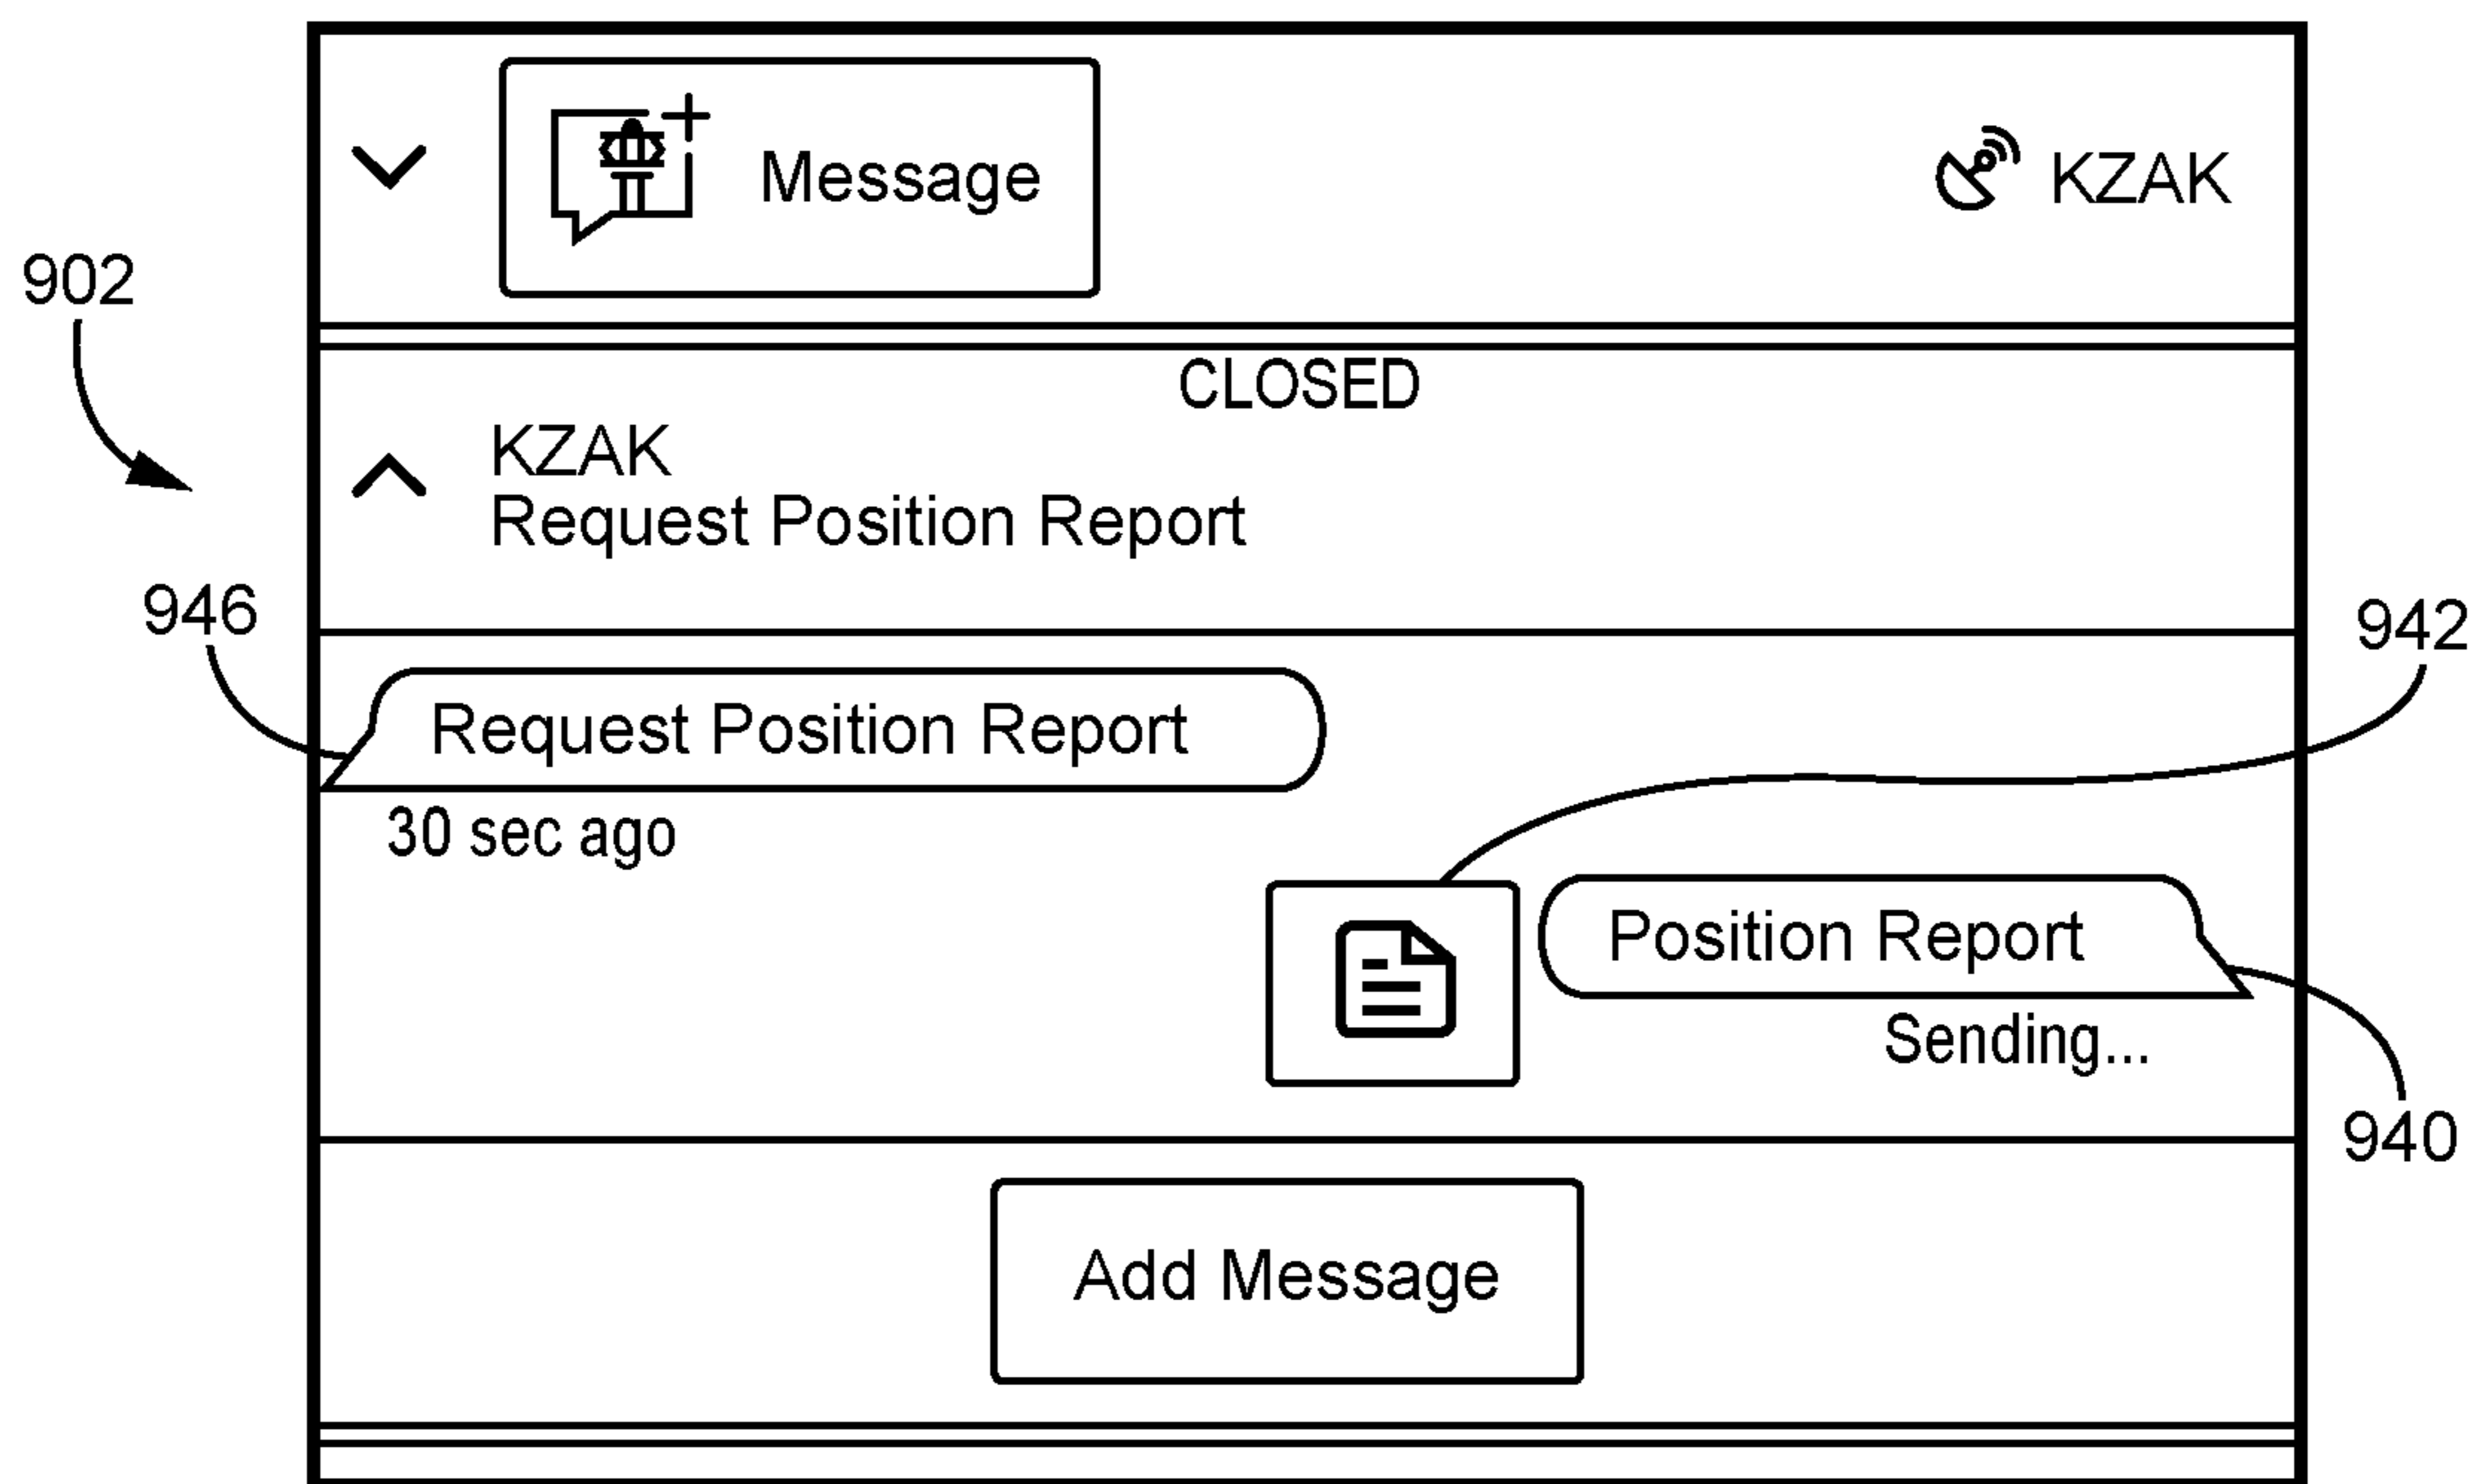 Message
KZAK
902
CLOSED
KZAK
Request Position Report
946
942
Request Position Report
30 sec ago
Position Report
Sending...
940
Add Message